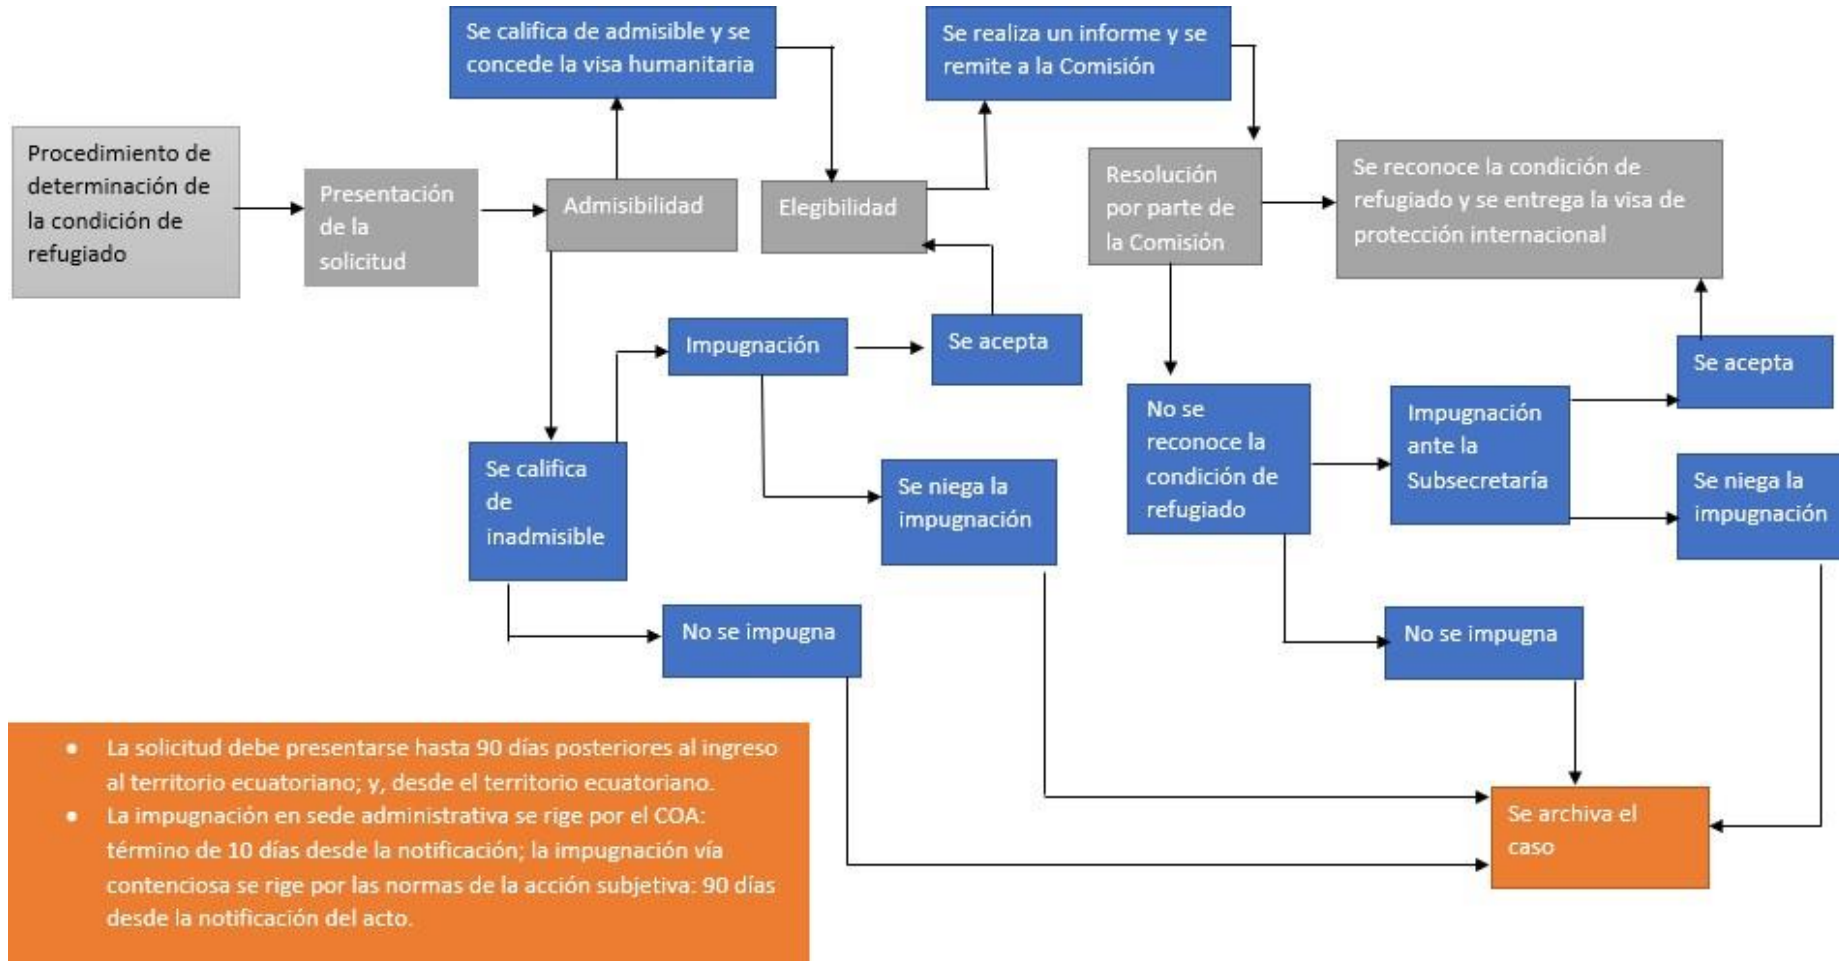 Se califica de admisible y se
concede la visa humanitaria
Se realiza un informe y se
remite a la Comisión
Procedimiento de
determinación de
la condición de
refugiado
Presentación
de la
solicitud
Admisibilidad
Elegibilidad
Resolución
por parte de
la Comisión
Se reconoce la condición de
refugiado y se entrega la visa de
protección internacional
Impugnación
Se acepta
Se acepta
No se
reconoce la
condición de
refugiado
Impugnación
ante la
Subsecretaría
Se califica
de
inadmisible
Se niega la
impugnación
Se niega la
impugnación
No se impugna
No se impugna
● La solicitud debe presentarse hasta 90 días posteriores al ingreso
al territorio ecuatoriano; y, desde el territorio ecuatoriano.
● La impugnación en sede administrativa se rige por el COA:
término de 10 días desde la notificación; la impugnación vía
contenciosa se rige por las normas de la acción subjetiva: 90 días
desde la notificación del acto.
Se archiva el
caso